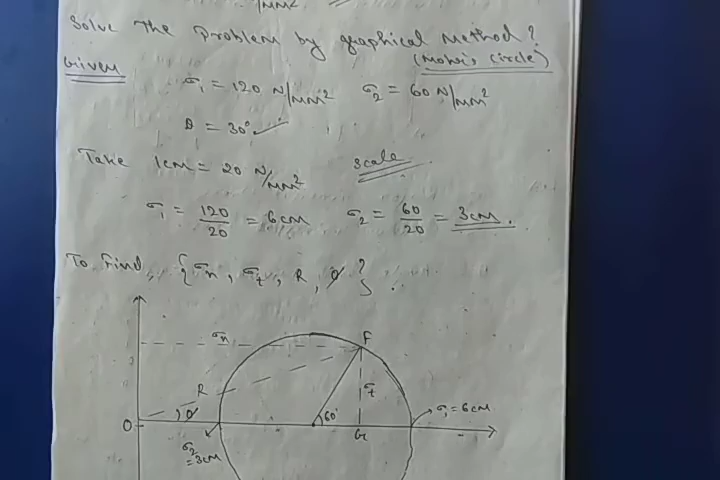 N/mm2
Solve The Problem by graphical method?
Given (Mohr's Circle)
σ1 = 120 N/mm² σ2 = 60 N/mm²
θ = 30°
Take 1cm = 20 N/mm² Scale
σ1 = 120/20 = 6cm σ2 = 60/20 = 3cm.
To Find, {σn, σt, R, φ?}.
σn F
R σt
O φ 60° G σ1=6cm
σ2
=3cm